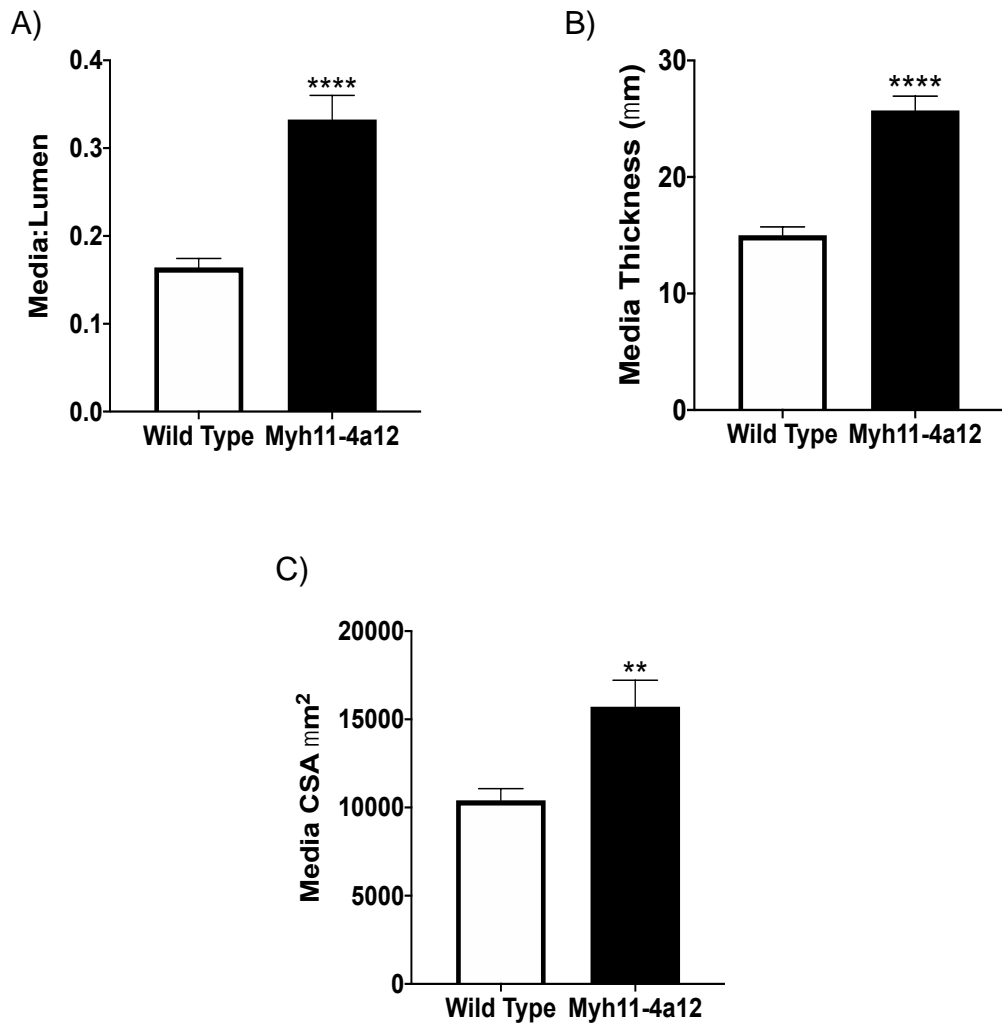 A)
0.4
0.3
0.2
0.1
0.0
Media:Lumen
****
Wild Type Myh11-4a12
B)
30
20
10
0
Media Thickness (mm)
****
Wild Type Myh11-4a12
C)
20000
15000
10000
5000
0
Media CSA mm²
**
Wild Type Myh11-4a12